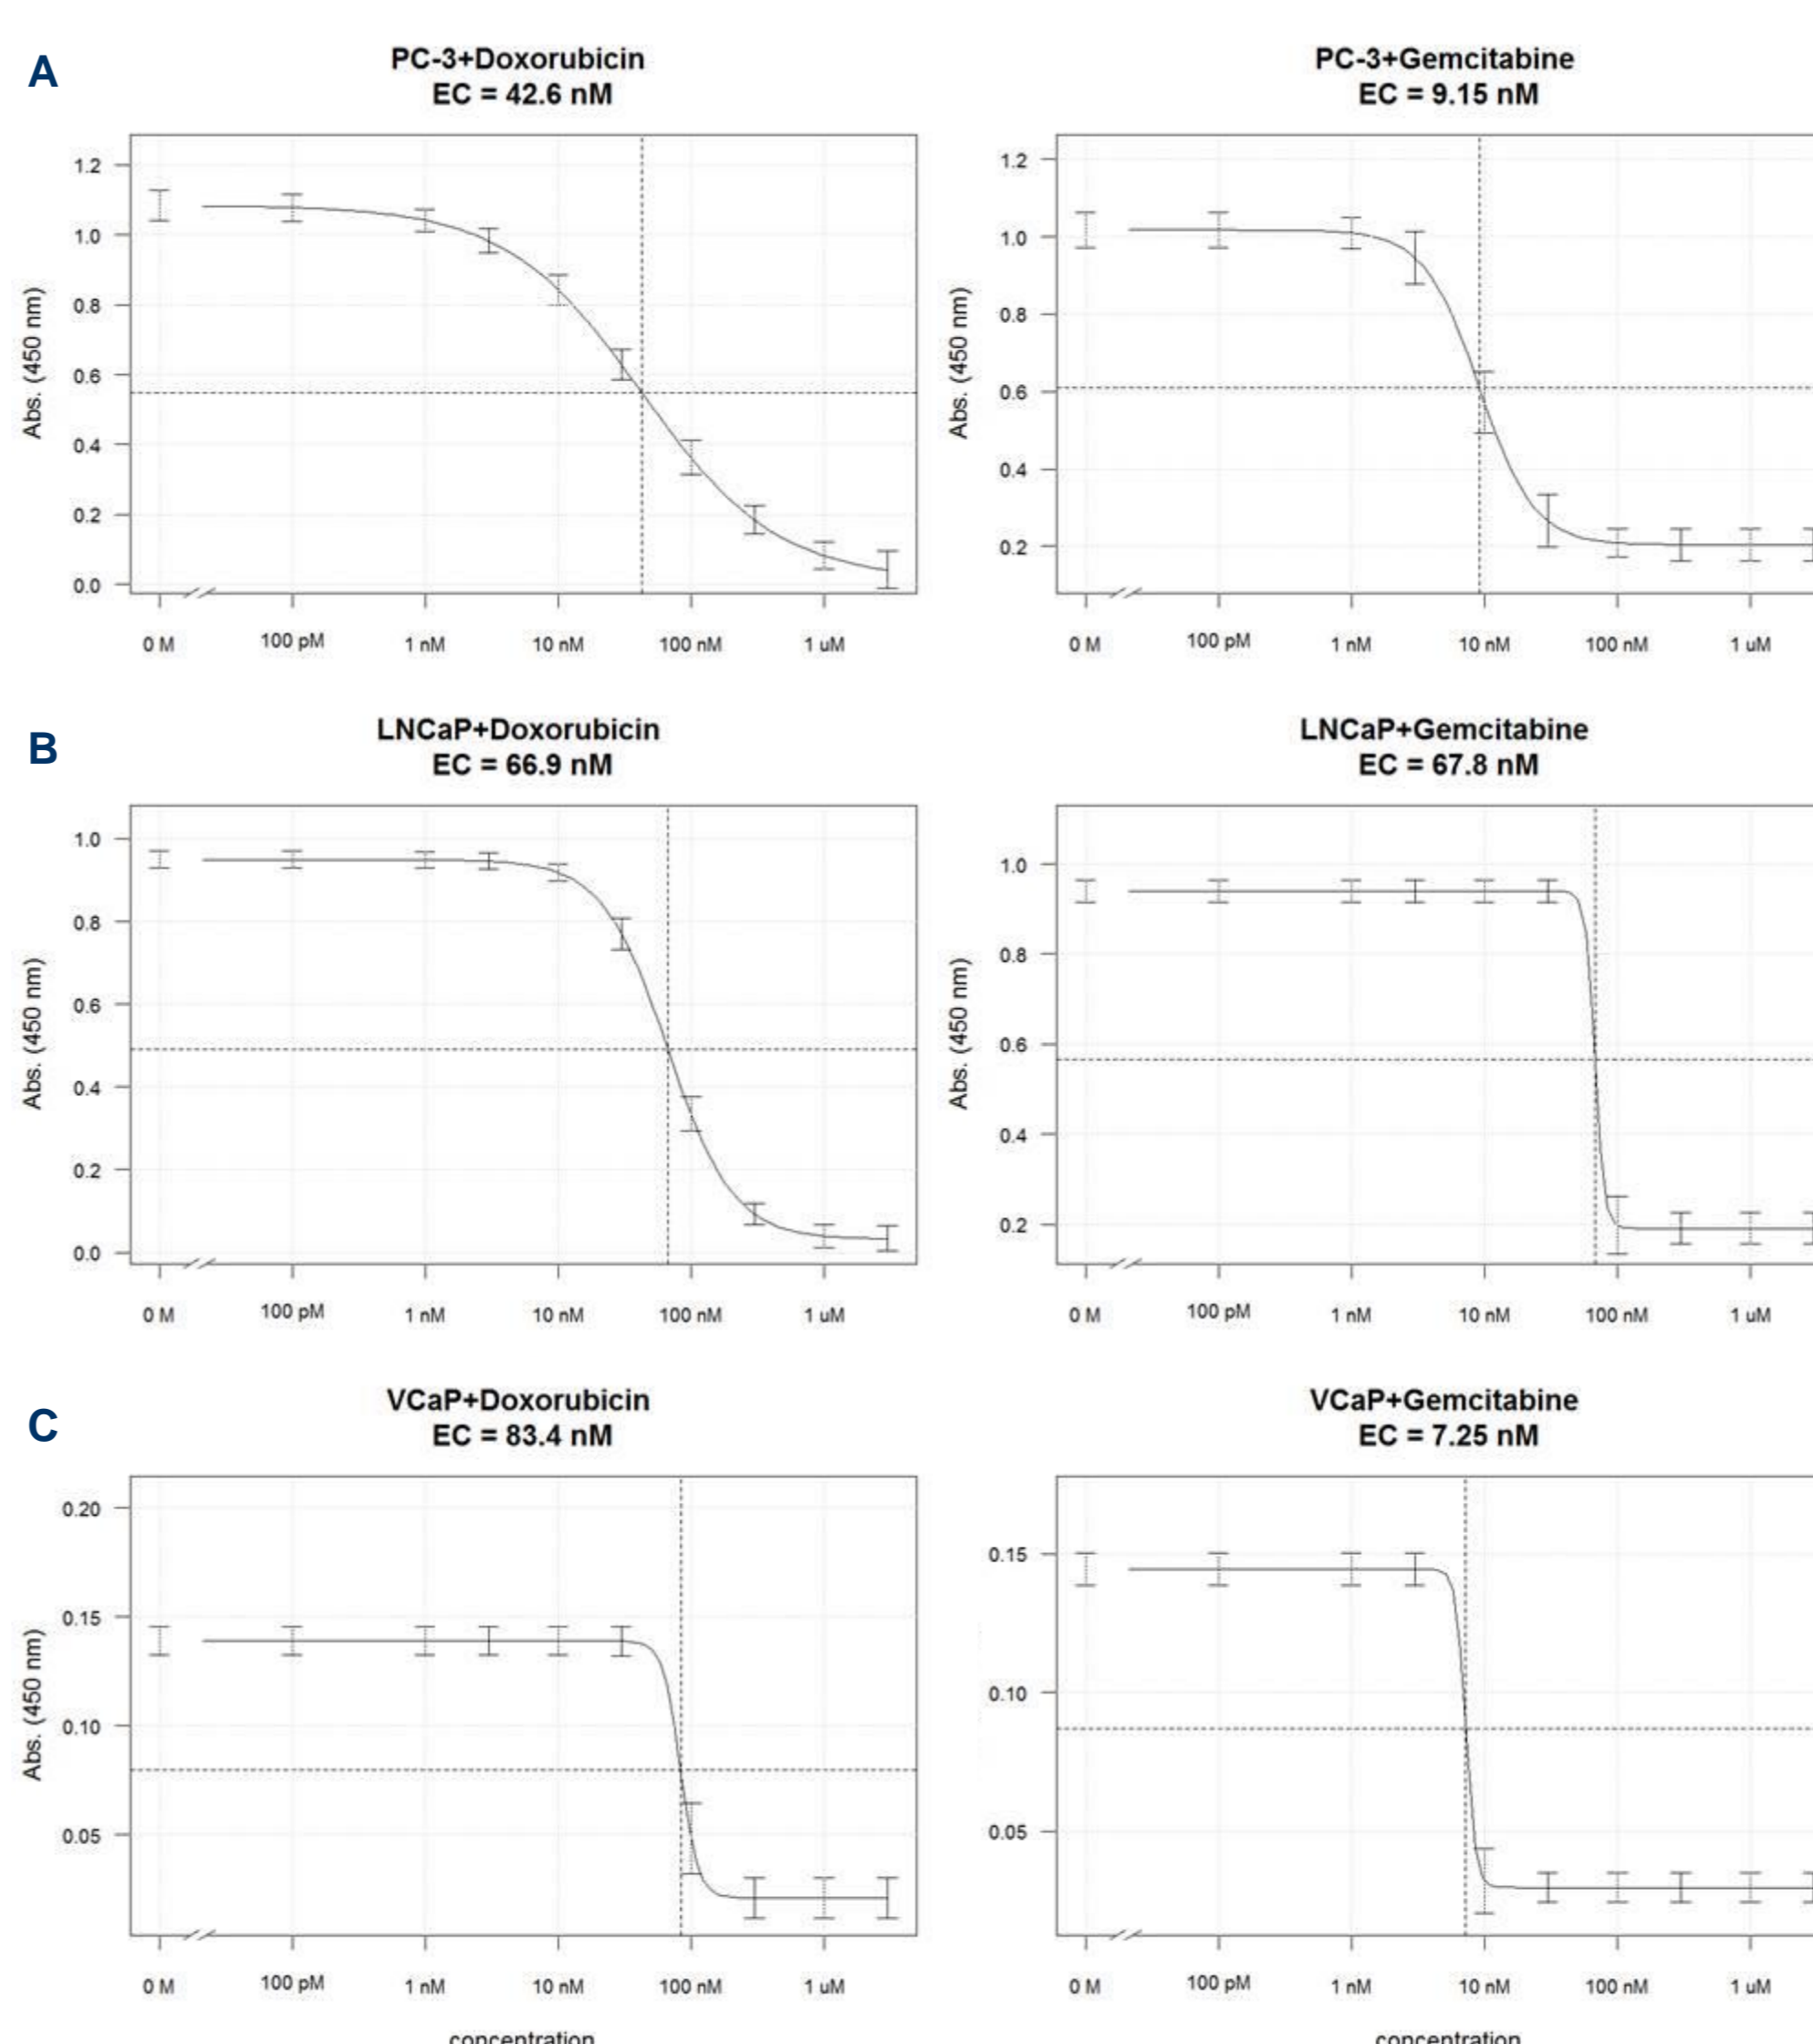 A
PC-3+Doxorubicin
EC = 42.6 nM
Abs. (450 nm)
1.2
1.0
0.8
0.6
0.4
0.2
0.0
0 M 100 pM 1 nM 10 nM 100 nM 1 uM
PC-3+Gemcitabine
EC = 9.15 nM
Abs. (450 nm)
1.2
1.0
0.8
0.6
0.4
0.2
0 M 100 pM 1 nM 10 nM 100 nM 1 uM
B
LNCaP+Doxorubicin
EC = 66.9 nM
Abs. (450 nm)
1.0
0.8
0.6
0.4
0.2
0.0
0 M 100 pM 1 nM 10 nM 100 nM 1 uM
LNCaP+Gemcitabine
EC = 67.8 nM
Abs. (450 nm)
1.0
0.8
0.6
0.4
0.2
0 M 100 pM 1 nM 10 nM 100 nM 1 uM
C
VCaP+Doxorubicin
EC = 83.4 nM
Abs. (450 nm)
0.20
0.15
0.10
0.05
0 M 100 pM 1 nM 10 nM 100 nM 1 uM
concentration
VCaP+Gemcitabine
EC = 7.25 nM
0.15
0.10
0.05
0 M 100 pM 1 nM 10 nM 100 nM 1 uM
concentration